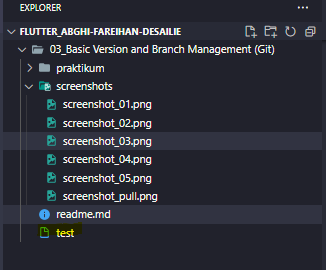 EXPLORER
FLUTTER_ABGHI-FAREIHAN-DESAILIE
03_Basic Version and Branch Management (Git)
praktikum
screenshots
screenshot_01.png
screenshot_02.png
screenshot_03.png
screenshot_04.png
screenshot_05.png
screenshot_pull.png
readme.md
test